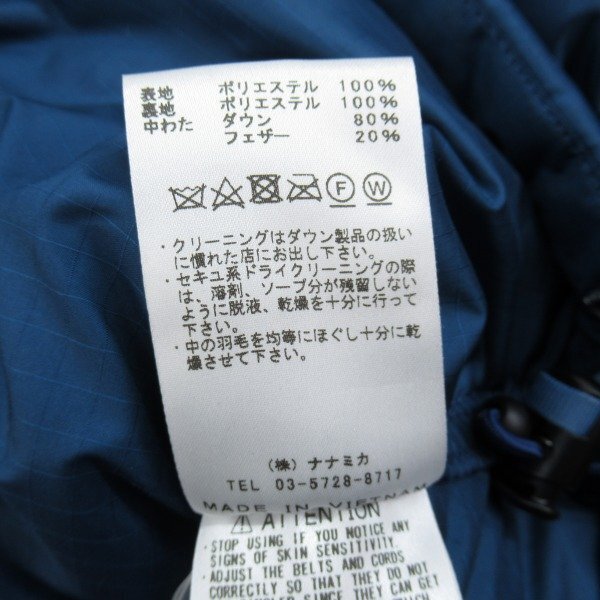 表地 ポリエステル 100%
裏地 ポリエステル 100%
中わた ダウン 80%
フェザー 20%
F W
・クリーニングはダウン製品の扱い
に慣れた店にお出し下さい。
・セキユ系ドライクリーニングの際
は、溶剤、ソープ分が残留しない
ように脱液、乾燥を十分に行って
下さい。
・中の羽毛を均等にほぐし十分に乾
燥させて下さい。
(株) ナナミカ
TEL 03-5728-8717
MADE IN VIETNAM
ATTENTION
・STOP USING IF YOU NOTICE ANY
SIGNS OF SKIN SENSITIVITY.
・ADJUST THE BELTS AND CORDS
CORRECTLY SO THAT THEY DO NOT
SINCE THEY CAN GET